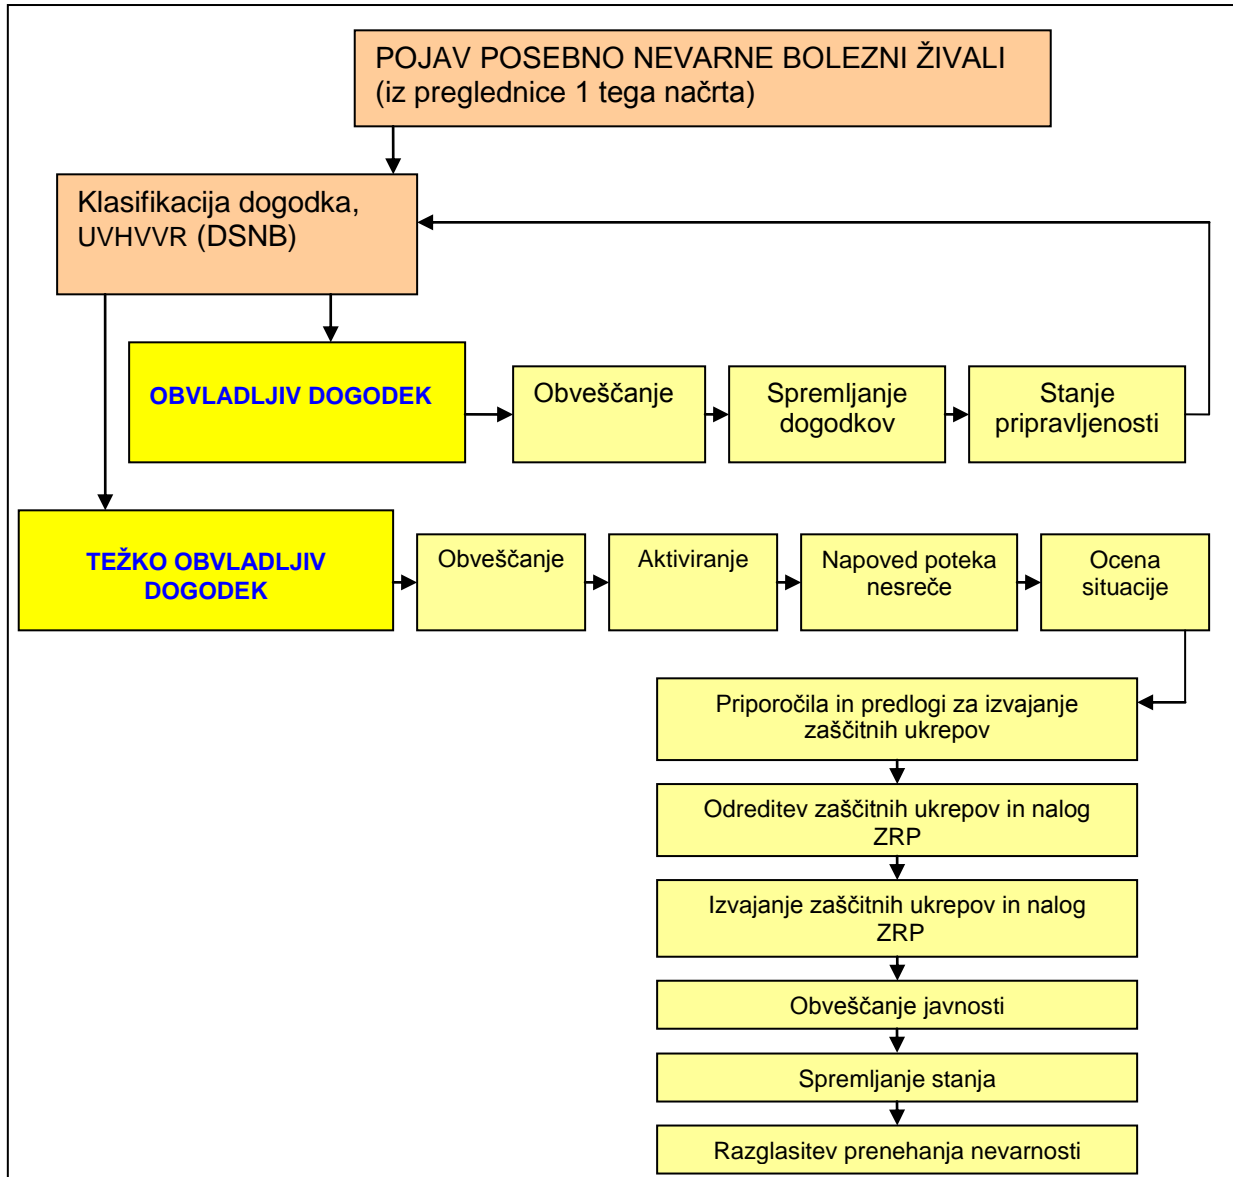 POJAV POSEBNO NEVARNE BOLEZNI ŽIVALI
(iz preglednice 1 tega načrta)
Klasifikacija dogodka,
UVHVVR (DSNB)
OBVLADLJIV DOGODEK
Obveščanje
Spremljanje
dogodkov
Stanje
pripravljenosti
TEŽKO OBVLADLJIV
DOGODEK
Obveščanje
Aktiviranje
Napoved poteka
nesreče
Ocena
situacije
Priporočila in predlogi za izvajanje
zaščitnih ukrepov
Odreditev zaščitnih ukrepov in nalog
ZRP
Izvajanje zaščitnih ukrepov in nalog
ZRP
Obveščanje javnosti
Spremljanje stanja
Razglasitev prenehanja nevarnosti